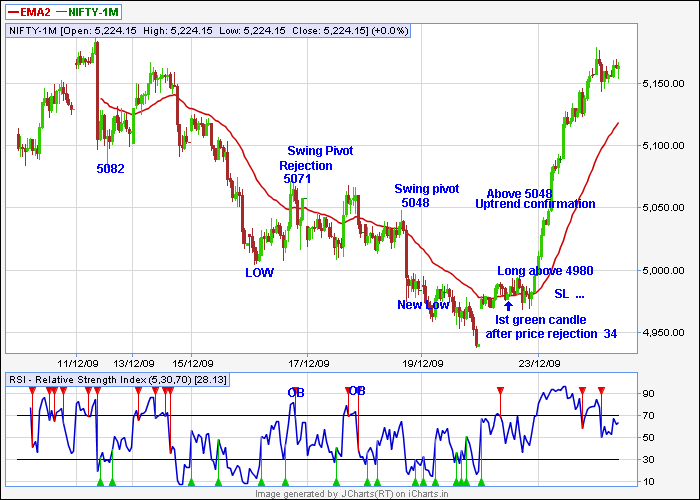 EMA2 NIFTY-1M
NIFTY-1M [Open: 5,224.15 High: 5,224.15 Low: 5,224.15 Close: 5,224.15] (+0.0%)
5,150.00
5,100.00
5,050.00
5,000.00
4,950.00
5082
Swing Pivot
Rejection
5071
LOW
Swing pivot
5048
New Low
Above 5048
Uptrend confirmation
Long above 4980
SL ...
Ist green candle
after price rejection 34
11/12/09 13/12/09 15/12/09 17/12/09 19/12/09 23/12/09
RSI - Relative Strength Index (5,30,70) [28.13]
OB OB
90
70
50
30
10
Image generated by JCharts(RT) on iCharts.in